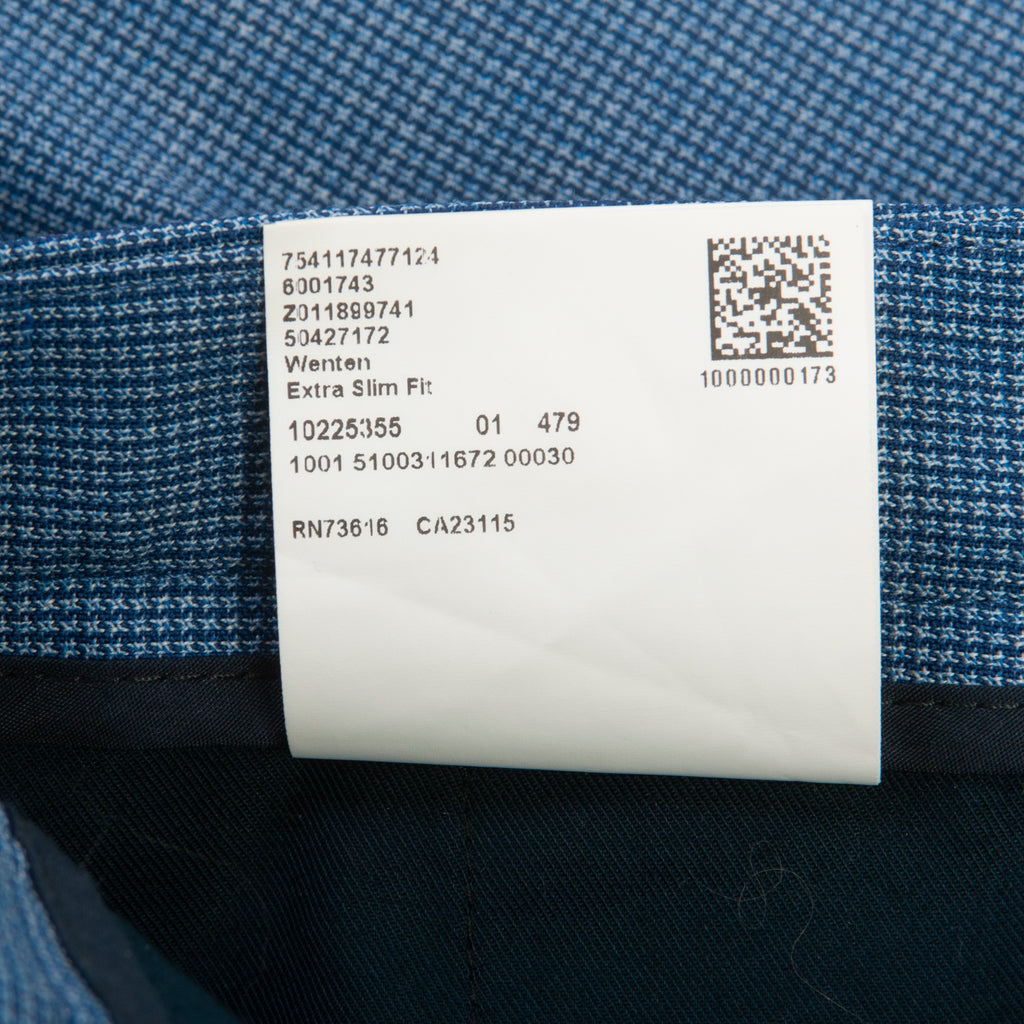 754117477124
6001743
Z011899741
50427172
Wenten
Extra Slim Fit
10225355 01 479
1001 5100311672 00030
RN73616 CA23115
1000000173